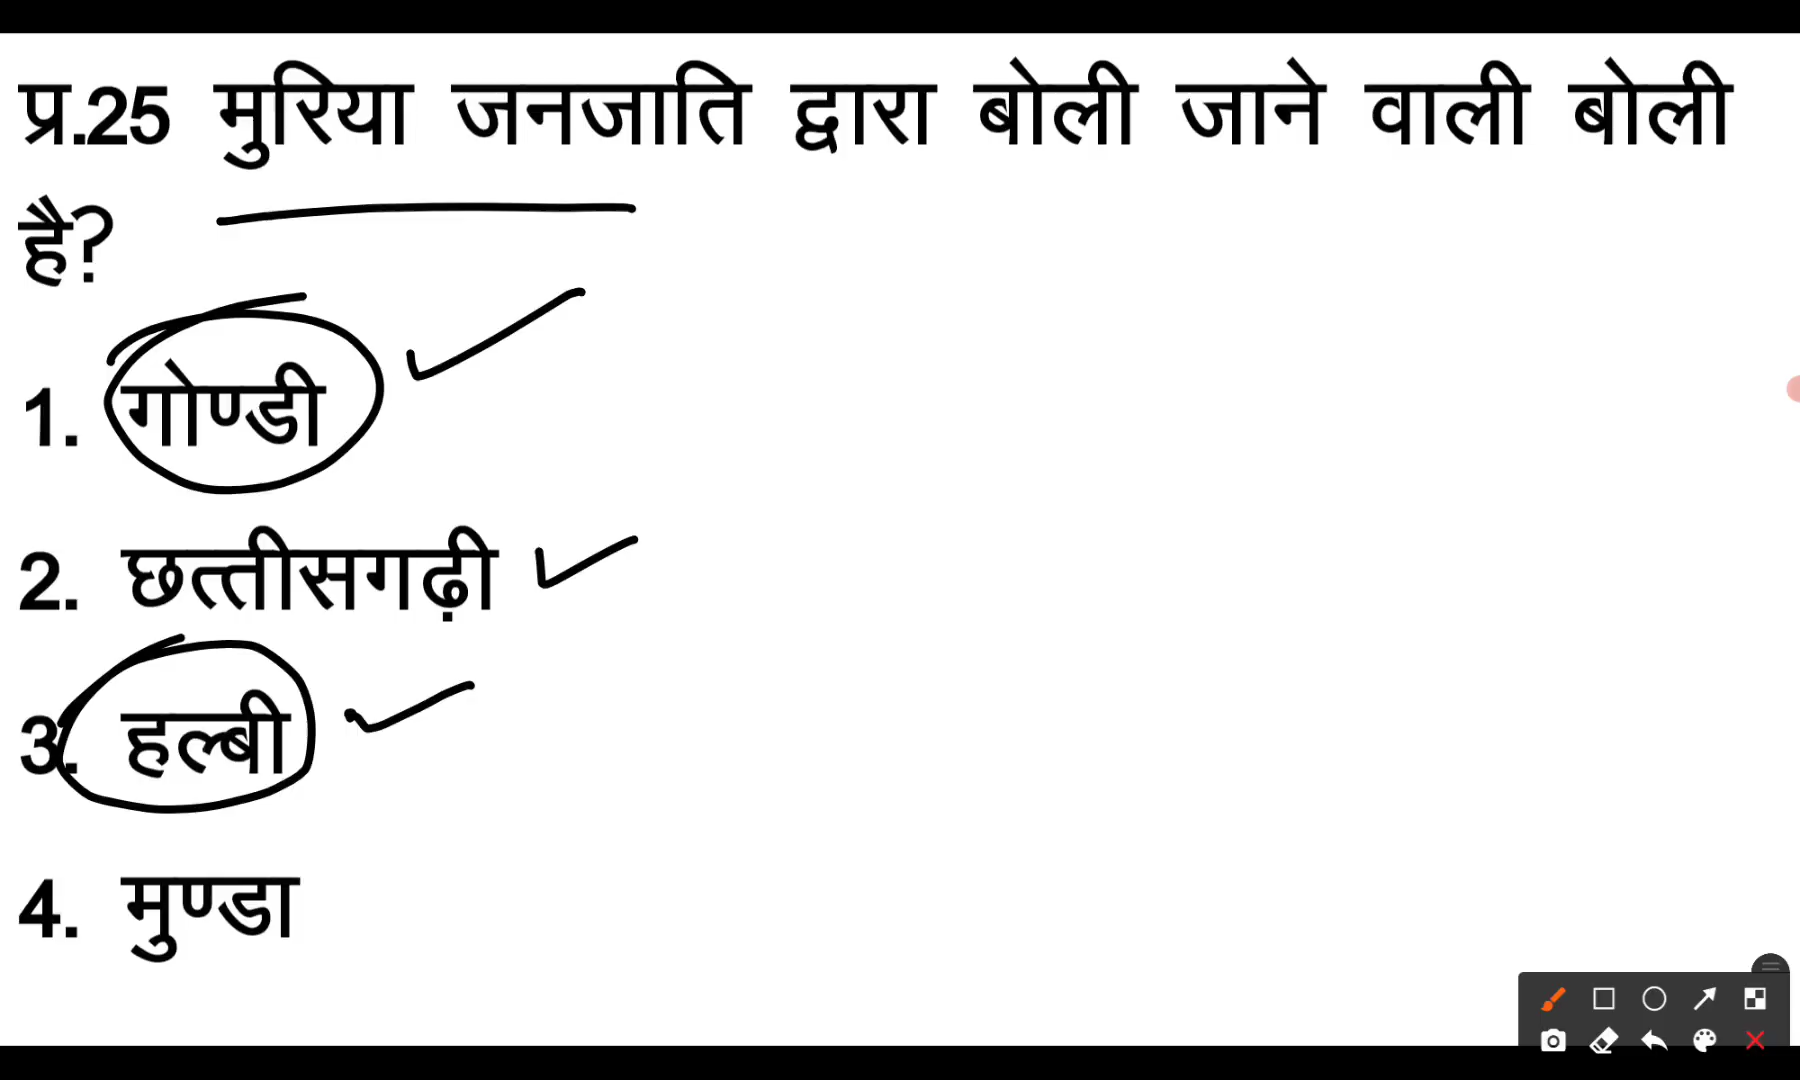 प्र.25 मुरिया जनजाति द्वारा बोली जाने वाली बोली
है?
1. गोण्डी
2. छत्तीसगढ़ी
3. हल्बी
4. मुण्डा